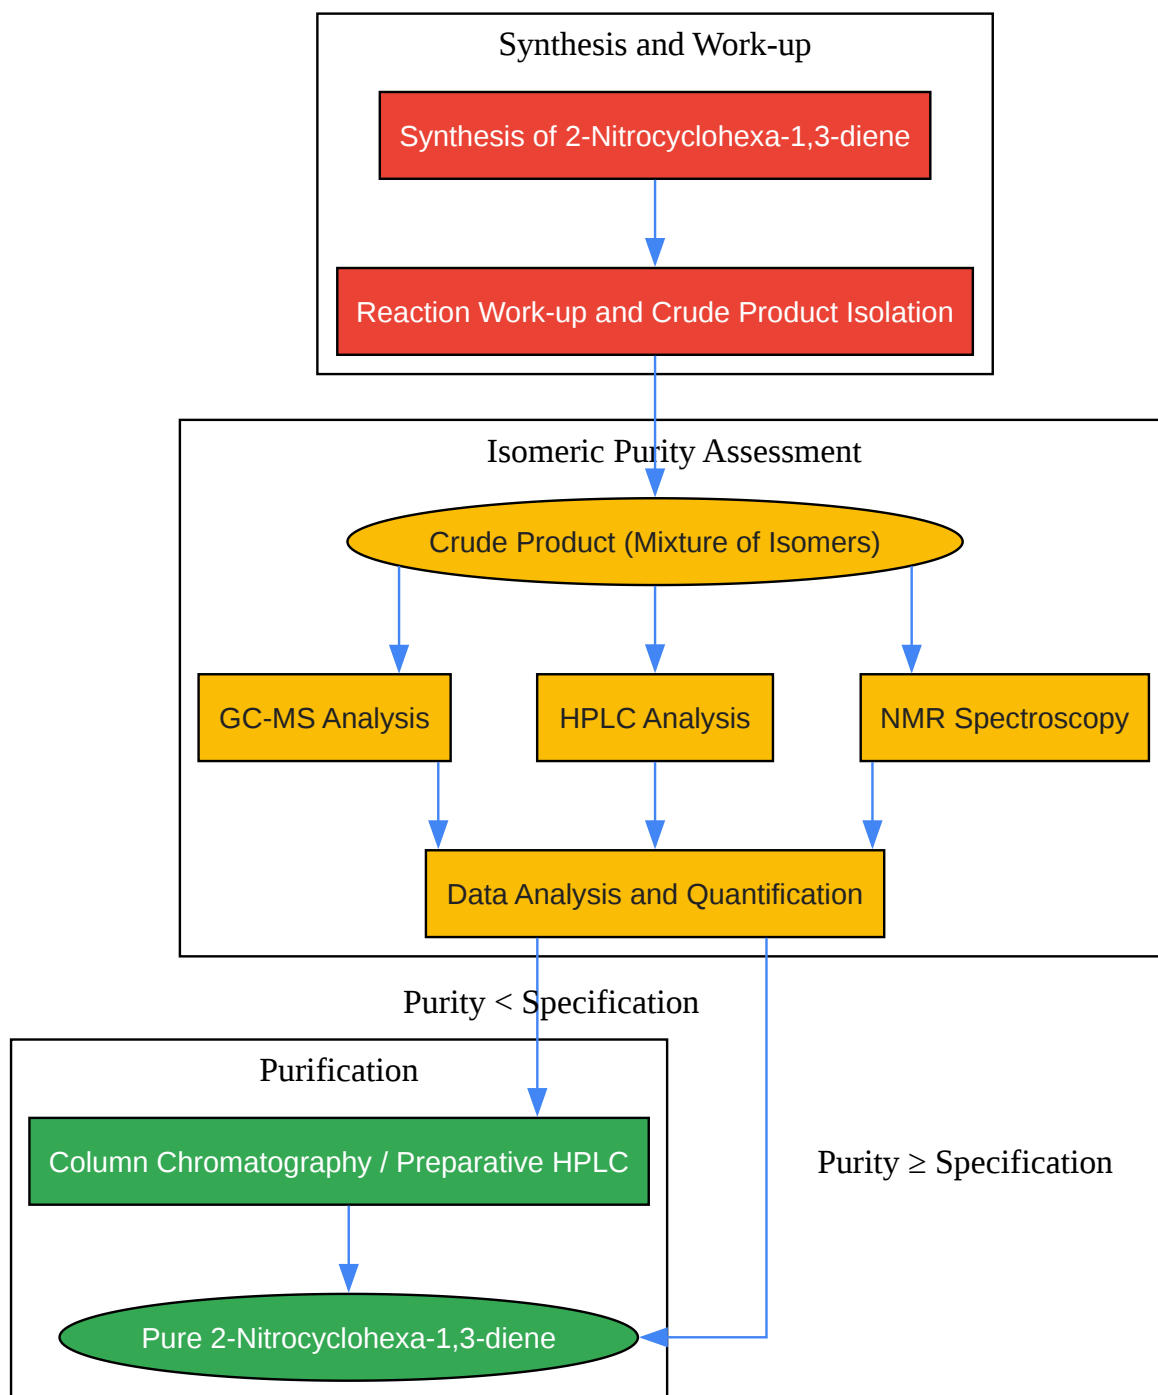 Synthesis and Work-up
Synthesis of 2-Nitrocyclohexa-1,3-diene
Reaction Work-up and Crude Product Isolation
Isomeric Purity Assessment
Crude Product (Mixture of Isomers)
GC-MS Analysis
HPLC Analysis
NMR Spectroscopy
Data Analysis and Quantification
Purity < Specification
Purification
Column Chromatography / Preparative HPLC
Purity ≥ Specification
Pure 2-Nitrocyclohexa-1,3-diene